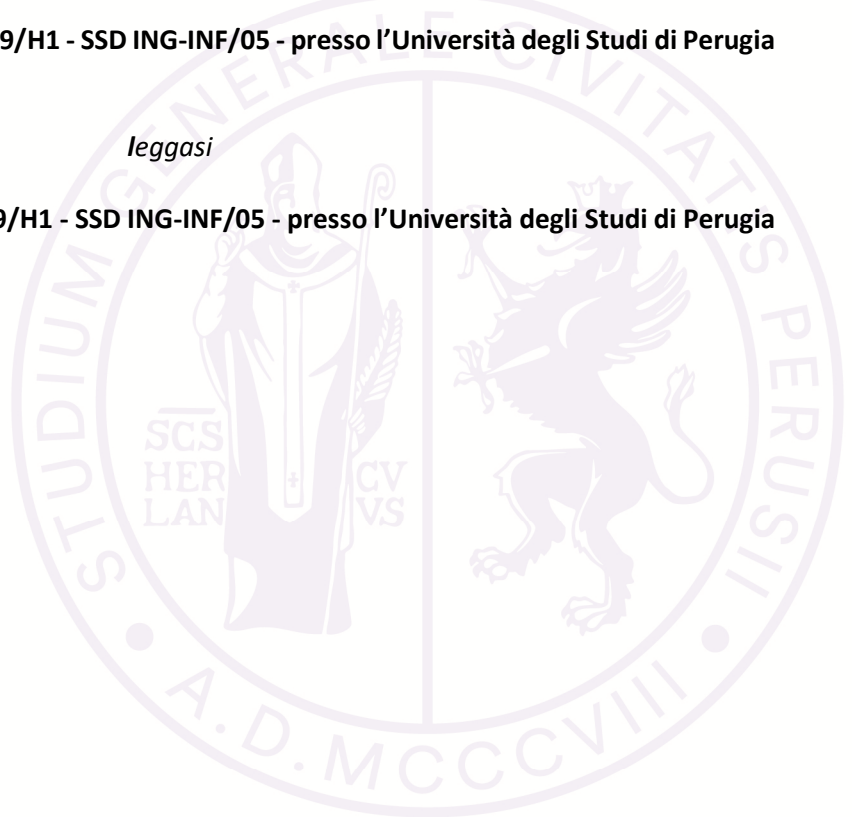 9/H1 - SSD ING-INF/05 - presso l’Università degli Studi di Perugia
leggasi
9/H1 - SSD ING-INF/05 - presso l’Università degli Studi di Perugia
STUDIUM GENERALE CIVITATIS PERUSII
SCS
HER CV
LAN VS
• A.D. MCCCVIII •